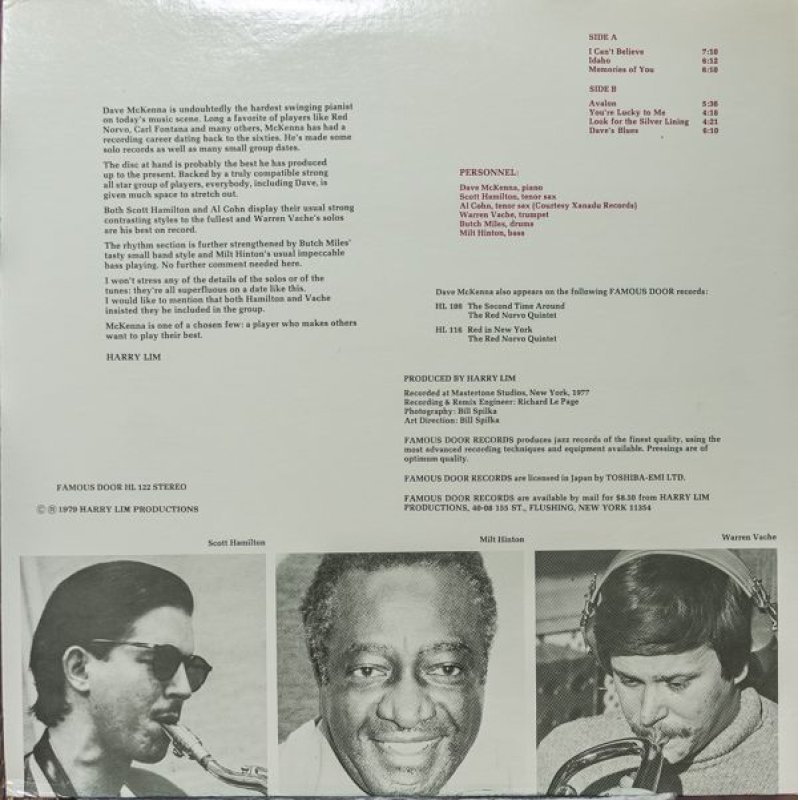 Dave McKenna is undoubtedly the hardest swinging pianist
on today's music scene. Long a favorite of players like Red
Norvo, Carl Fontana and many others, McKenna has had a
recording career dating back to the sixties. He's made some
solo records as well as many small group dates.
The disc at hand is probably the best he has produced
up to the present. Backed by a truly compatible strong
all star group of players, everybody, including Dave, is
given much space to stretch out.
Both Scott Hamilton and Al Cohn display their usual strong
contrasting styles to the fullest and Warren Vache's solos
are his best on record.
The rhythm section is further strengthened by Butch Miles'
tasty small band style and Milt Hinton's usual impeccable
bass playing. No further comment needed here.
I won't stress any of the details of the solos or of the
tunes: they're all superfluous on a date like this.
I would like to mention that both Hamilton and Vache
insisted they be included in the group.
McKenna is one of a chosen few: a player who makes others
want to play their best.
HARRY LIM
SIDE A
I Can't Believe 7:10
Idaho 6:12
Memories of You 6:50
SIDE B
Avalon 5:36
You're Lucky to Me 4:18
Look for the Silver Lining 4:21
Dave's Blues 6:10
PERSONNEL:
Dave McKenna, piano
Scott Hamilton, tenor sax
Al Cohn, tenor sax (Courtesy Xanadu Records)
Warren Vache, trumpet
Butch Miles, drums
Milt Hinton, bass
Dave McKenna also appears on the following FAMOUS DOOR records:
HL 108 The Second Time Around
The Red Norvo Quintet
HL 116 Red in New York
The Red Norvo Quintet
PRODUCED BY HARRY LIM
Recorded at Mastertone Studios, New York, 1977
Recording & Remix Engineer: Richard Le Page
Photography: Bill Spilka
Art Direction: Bill Spilka
FAMOUS DOOR RECORDS produces jazz records of the finest quality, using the
most advanced recording techniques and equipment available. Pressings are of
optimum quality.
FAMOUS DOOR RECORDS are licensed in Japan by TOSHIBA-EMI LTD.
FAMOUS DOOR RECORDS are available by mail for $8.50 from HARRY LIM
PRODUCTIONS, 40-08 155 ST., FLUSHING, NEW YORK 11354
FAMOUS DOOR HL 122 STEREO
© ℗ 1979 HARRY LIM PRODUCTIONS
Scott Hamilton
Milt Hinton
Warren Vache